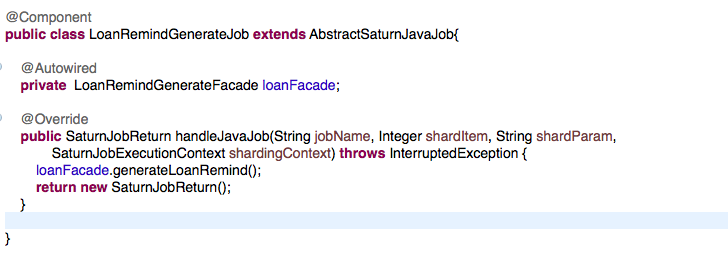 @Component
public class LoanRemindGenerateJob extends AbstractSaturnJavaJob{
@Autowired
private  LoanRemindGenerateFacade loanFacade;
@Override
public SaturnJobReturn handleJavaJob(String jobName, Integer shardItem, String shardParam,
SaturnJobExecutionContext shardingContext) throws InterruptedException {
loanFacade.generateLoanRemind();
return new SaturnJobReturn();
}
}